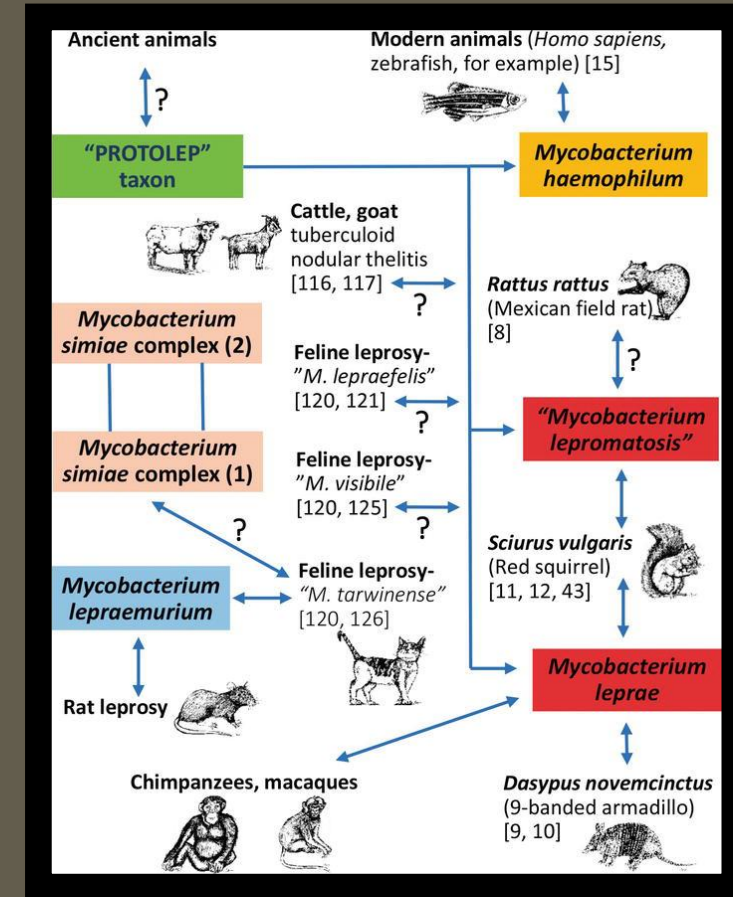 Ancient animals
?
"PROTOLEP"
taxon
Modern animals (Homo sapiens,
zebrafish, for example) [15]
Mycobacterium
haemophilum
Cattle, goat
tuberculoid
nodular thelitis
[116, 117]
?
Rattus rattus
(Mexican field rat)
[8]
?
Mycobacterium
simiae complex (2)
Feline leprosy-
"M. lepraefelis"
[120, 121]
?
"Mycobacterium
lepromatosis"
Mycobacterium
simiae complex (1)
Feline leprosy-
"M. visibile"
[120, 125]
?
Sciurus vulgaris
(Red squirrel)
[11, 12, 43]
?
Mycobacterium
lepraemurium
Feline leprosy-
"M. tarwinense"
[120, 126]
Mycobacterium
leprae
Rat leprosy
Chimpanzees, macaques
Dasypus novemcinctus
(9-banded armadillo)
[9, 10]